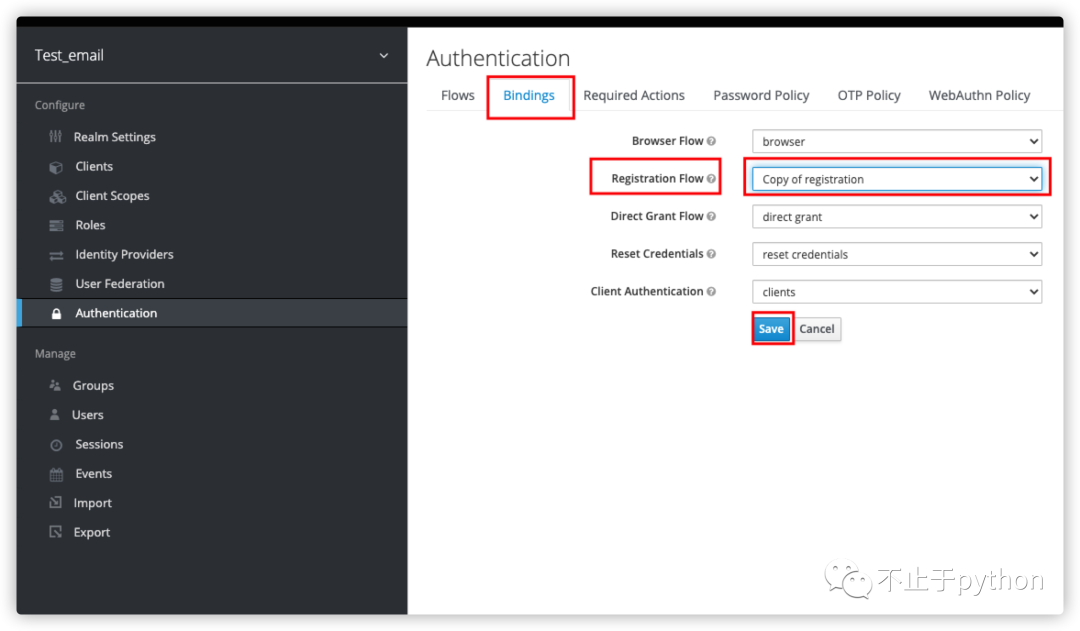 Test_email
Configure
Realm Settings
Clients
Client Scopes
Roles
Identity Providers
User Federation
Authentication
Manage
Groups
Users
Sessions
Events
Import
Export
Authentication
Flows Bindings Required Actions Password Policy OTP Policy WebAuthn Policy
Browser Flow browser
Registration Flow Copy of registration
Direct Grant Flow direct grant
Reset Credentials reset credentials
Client Authentication clients
Save Cancel
不止于python